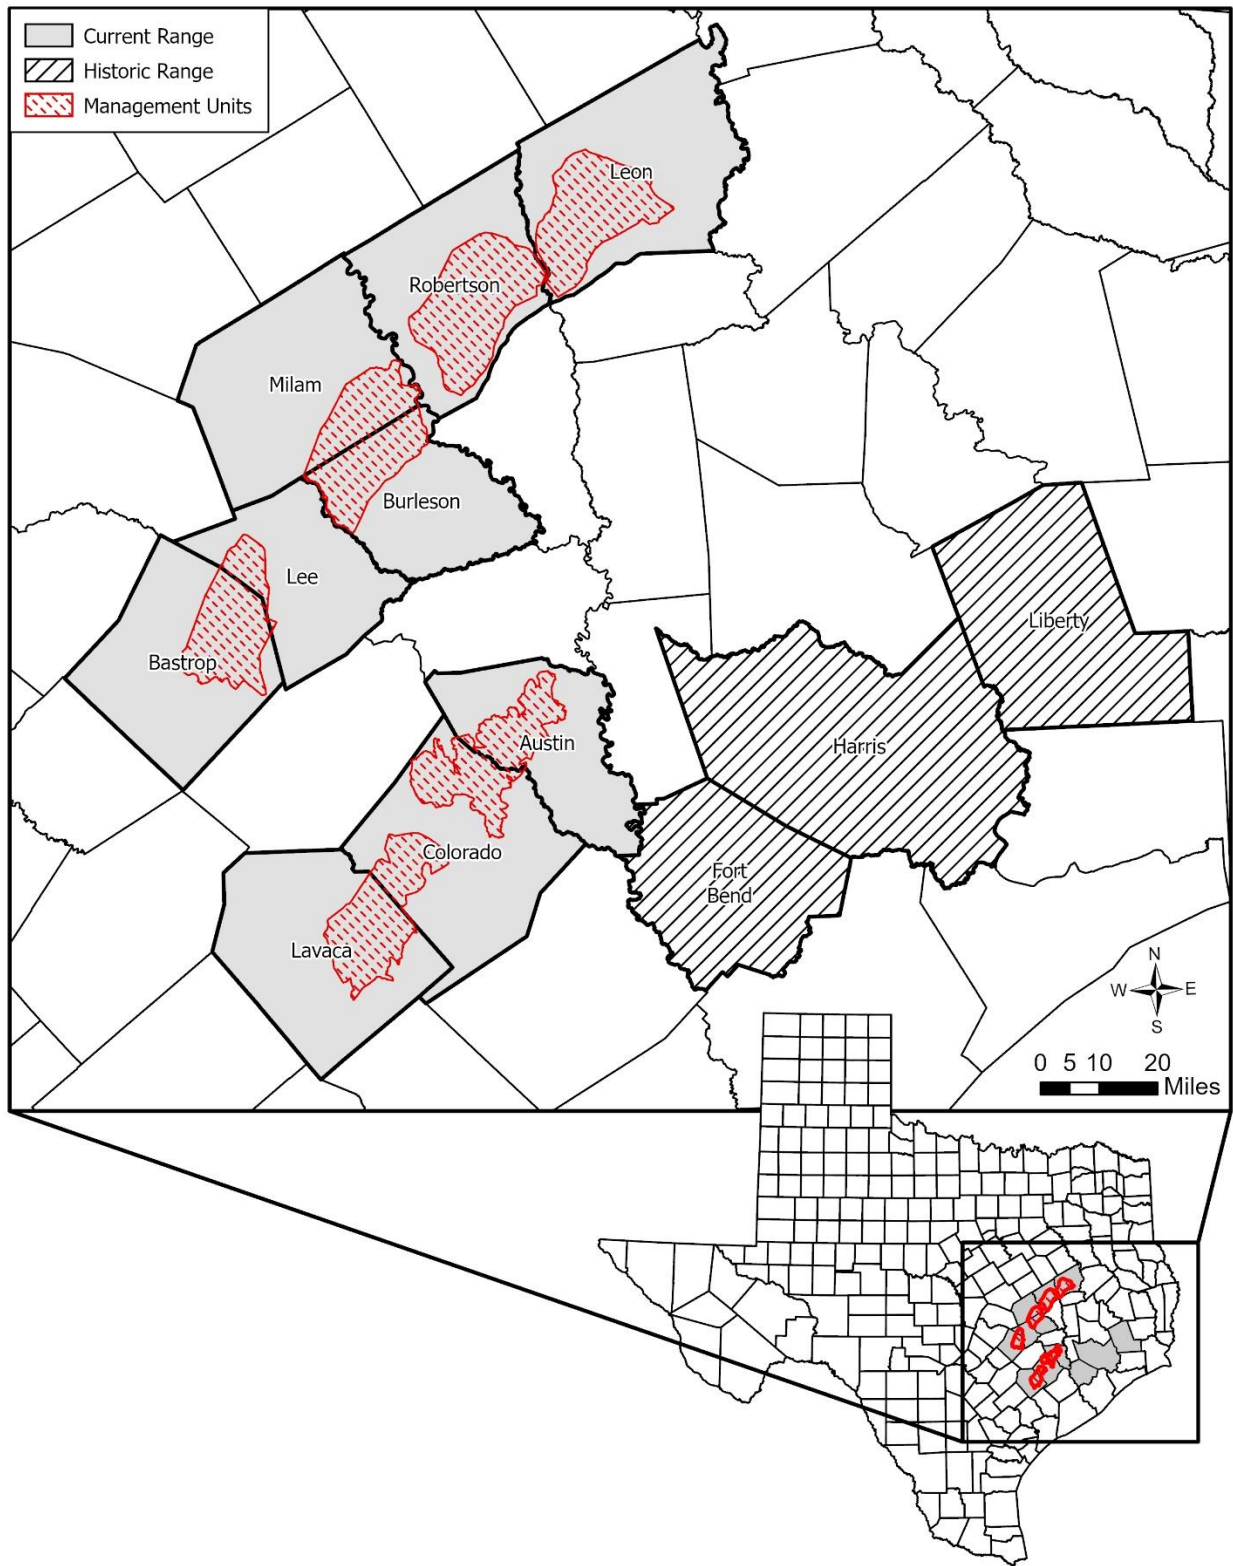 Current Range
Historic Range
Management Units
Leon
Robertson
Milam
Burleson
Lee
Liberty
Bastrop
Austin
Harris
Colorado
Fort
Bend
Lavaca
N
W E
S
0 5 10 20
Miles